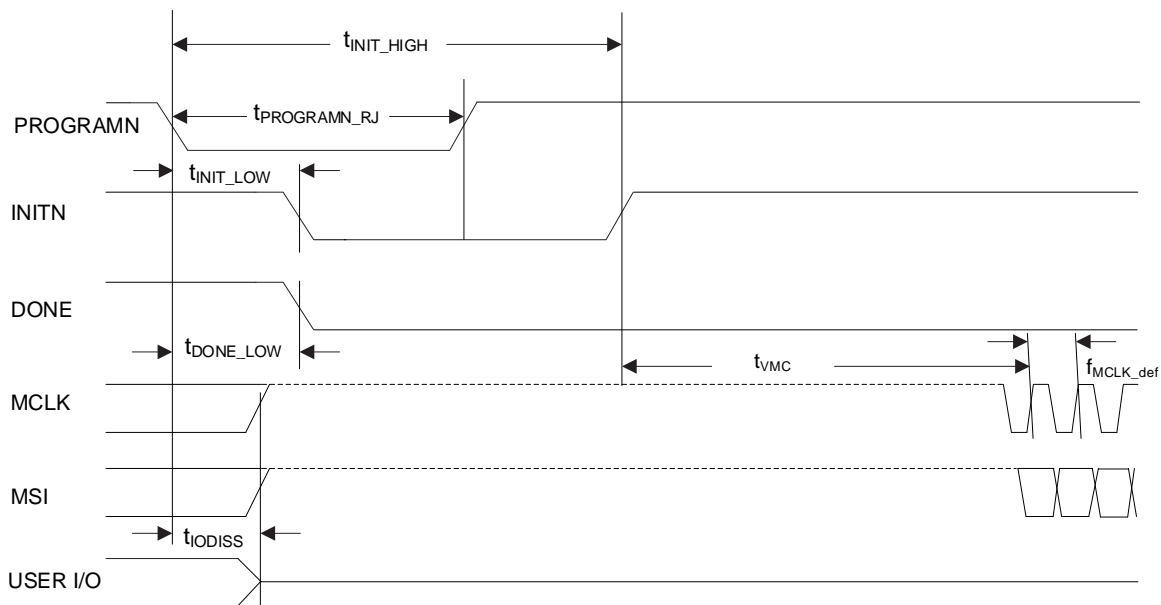 tINIT_HIGH
PROGRAMN
tPROGRAMN_RJ
tINIT_LOW
INITN
DONE
tDONE_LOW
tVMC
fMCLK_def
MCLK
MSI
tIODISS
USER I/O